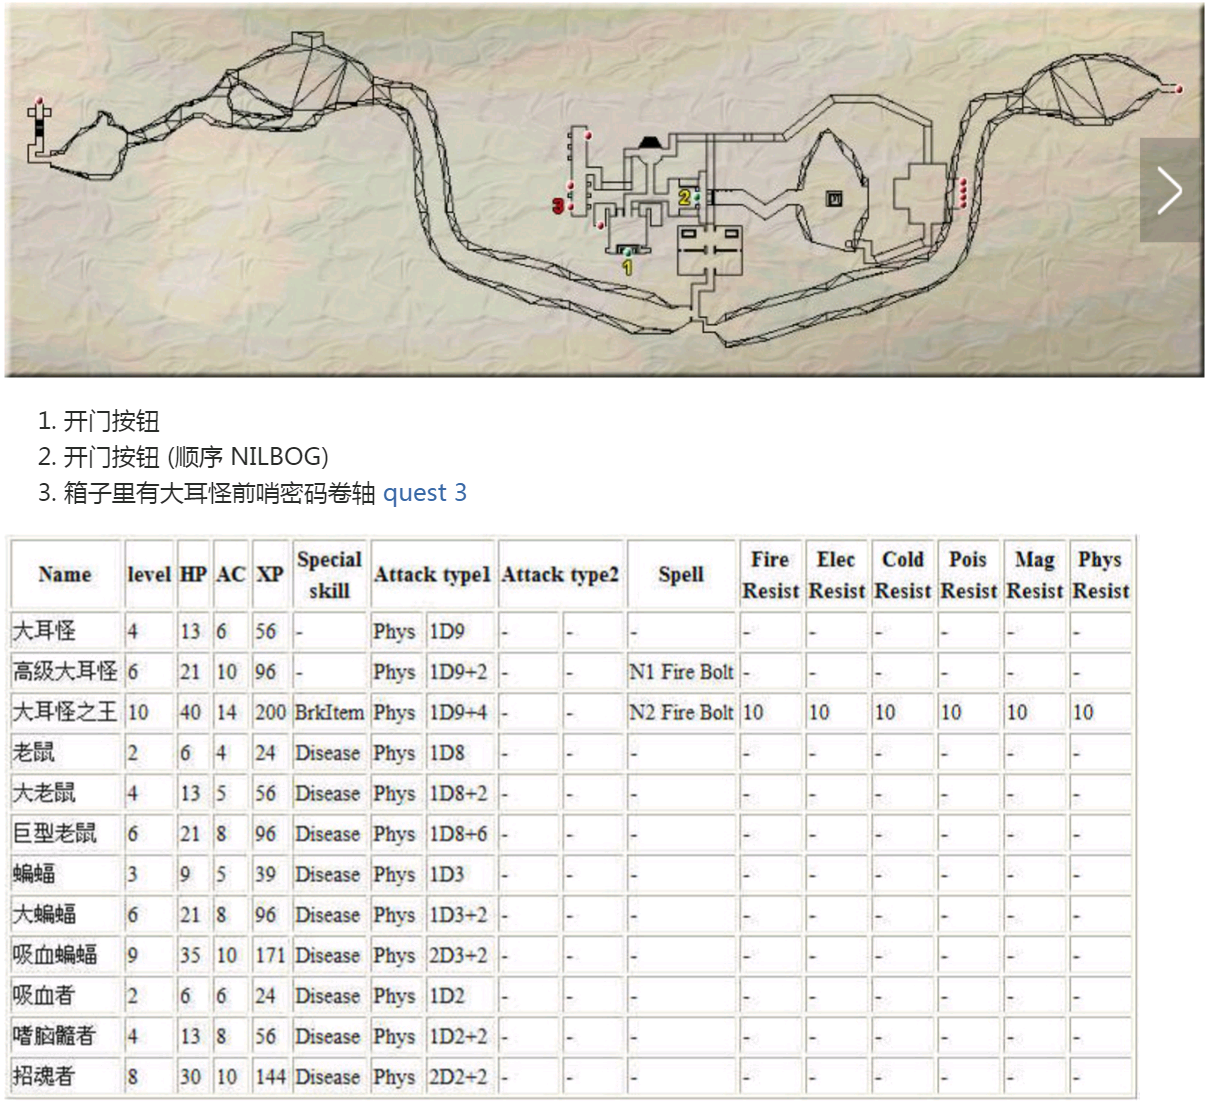 3
2
1
1. 开门按钮
2. 开门按钮 (顺序 NILBOG)
3. 箱子里有大耳怪前哨密码卷轴 quest 3
Name level HP AC XP Special skill Attack type1 Attack type2 Spell Fire Resist Elec Resist Cold Resist Pois Resist Mag Resist Phys Resist
大耳怪 4 13 6 56 - Phys 1D9 - - - - - - - - -
高级大耳怪 6 21 10 96 - Phys 1D9+2 - - N1 Fire Bolt - - - - - -
大耳怪之王 10 40 14 200 BrkItem Phys 1D9+4 - - N2 Fire Bolt 10 10 10 10 10 10
老鼠 2 6 4 24 Disease Phys 1D8 - - - - - - - - -
大老鼠 4 13 5 56 Disease Phys 1D8+2 - - - - - - - - -
巨型老鼠 6 21 8 96 Disease Phys 1D8+6 - - - - - - - - -
蝙蝠 3 9 5 39 Disease Phys 1D3 - - - - - - - - -
大蝙蝠 6 21 8 96 Disease Phys 1D3+2 - - - - - - - - -
吸血蝙蝠 9 35 10 171 Disease Phys 2D3+2 - - - - - - - - -
吸血者 2 6 6 24 Disease Phys 1D2 - - - - - - - - -
嗜脑髓者 4 13 8 56 Disease Phys 1D2+2 - - - - - - - - -
招魂者 8 30 10 144 Disease Phys 2D2+2 - - - - - - - - -